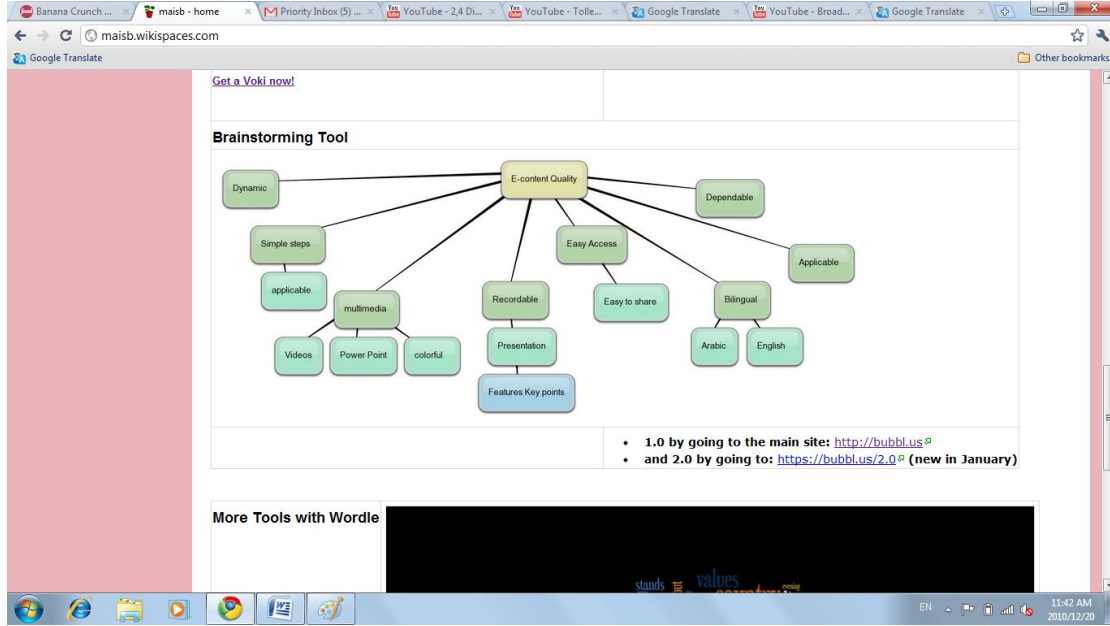 Banana Crunch ...
maisb - home
Priority Inbox (5) ...
YouTube - 2,4 Di...
YouTube - Tolle...
Google Translate
YouTube - Broad...
Google Translate
maisb.wikispaces.com
Google Translate
Other bookmarks
Get a Voki now!
Brainstorming Tool
E-content Quality
Dynamic
Dependable
Simple steps
Easy Access
Applicable
applicable
multimedia
Recordable
Easy to share
Bilingual
Videos
Power Point
colorful
Presentation
Arabic
English
Features Key points
• 1.0 by going to the main site: http://bubbl.us
• and 2.0 by going to: https://bubbl.us/2.0 (new in January)
More Tools with Wordle
stands
values
EN
11:42 AM
2010/12/20